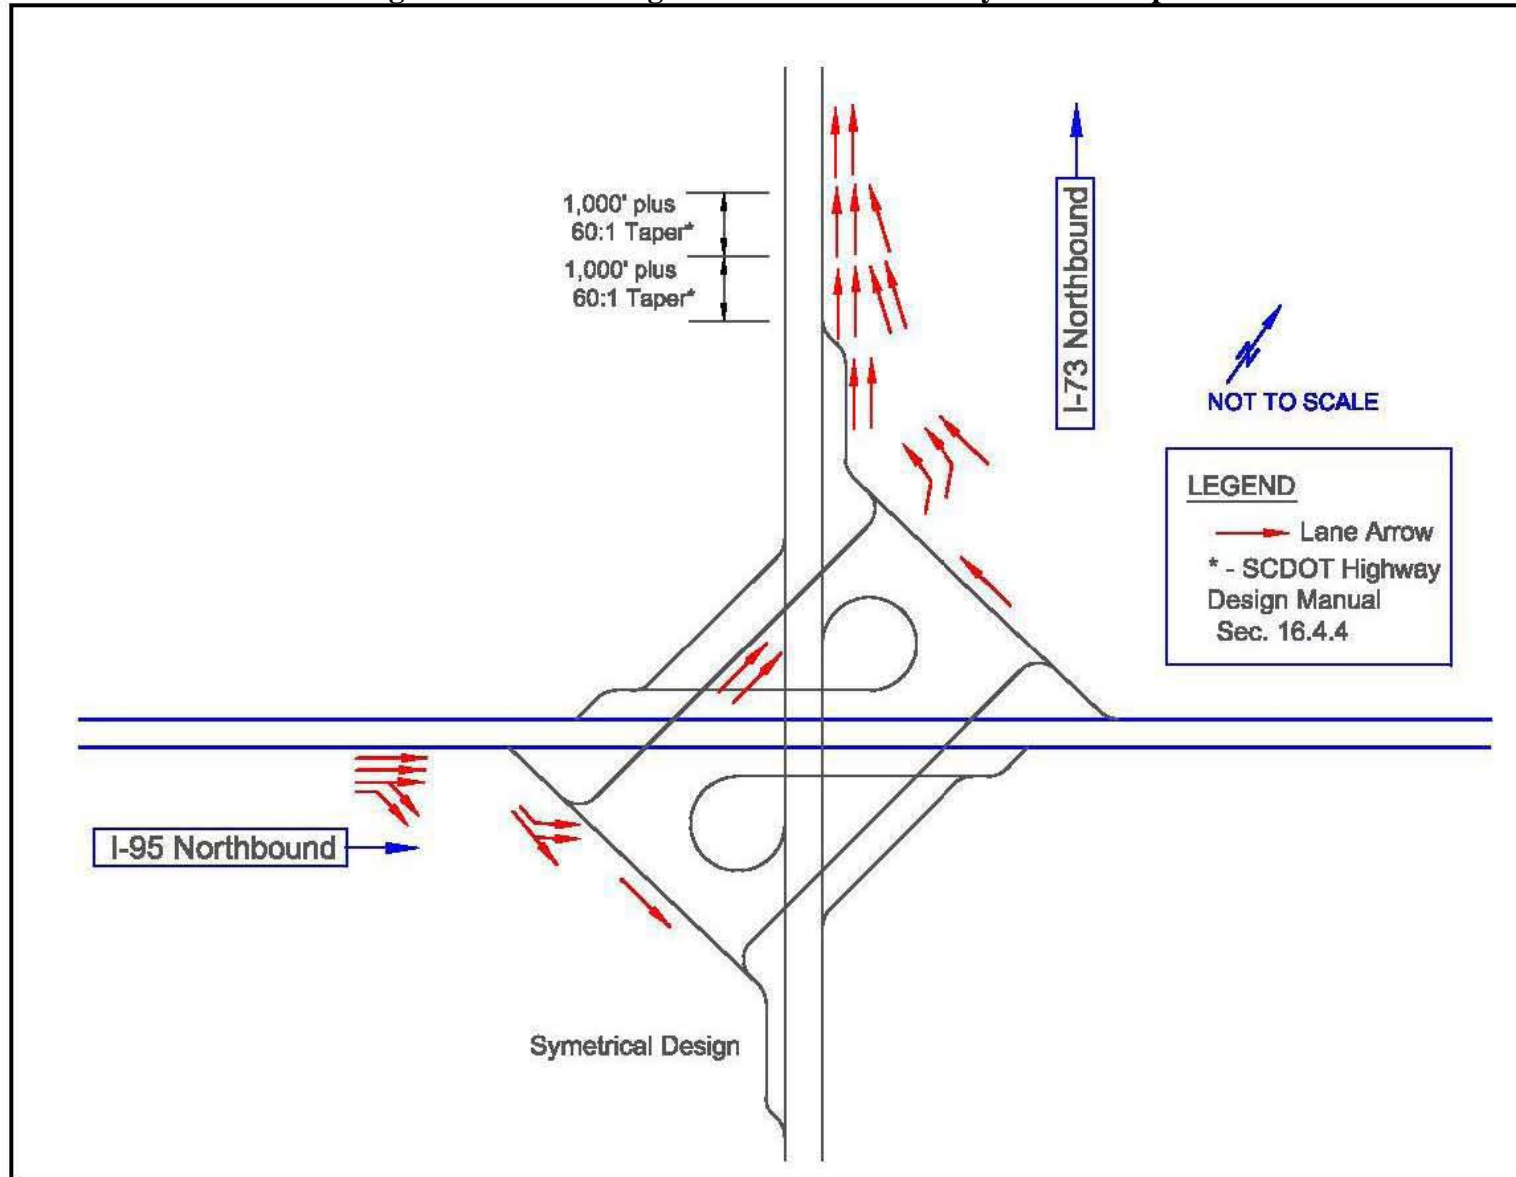 1,000' plus
60:1 Taper*
1,000' plus
60:1 Taper*
I-73 Northbound
N
NOT TO SCALE
LEGEND
Lane Arrow
* - SCDOT Highway
Design Manual
Sec. 16.4.4
I-95 Northbound
Symetrical Design